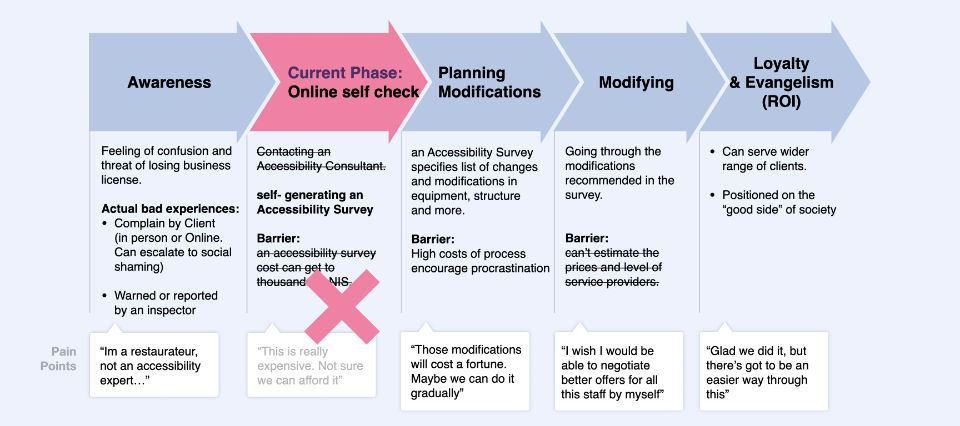 Awareness
Current Phase:
Online self check
Planning
Modifications
Modifying
Loyalty
& Evangelism
(ROI)
Feeling of confusion and
threat of losing business
license.
Actual bad experiences:
• Complain by Client
(in person or Online.
Can escalate to social
shaming)
• Warned or reported
by an inspector
Contacting an
Accessibility Consultant.
self- generating an
Accessibility Survey
Barrier:
an accessibility survey
cost can get to
thousand NIS.
an Accessibility Survey
specifies list of changes
and modifications in
equipment, structure
and more.
Barrier:
High costs of process
encourage procrastination
Going through the
modifications
recommended in the
survey.
Barrier:
can't estimate the
prices and level of
service providers.
• Can serve wider
range of clients.
• Positioned on the
“good side” of society
Pain
Points
“Im a restaurateur,
not an accessibility
expert…”
“This is really
expensive. Not sure
we can afford it”
“Those modifications
will cost a fortune.
Maybe we can do it
gradually”
“I wish I would be
able to negotiate
better offers for all
this staff by myself”
“Glad we did it, but
there’s got to be an
easier way through
this”